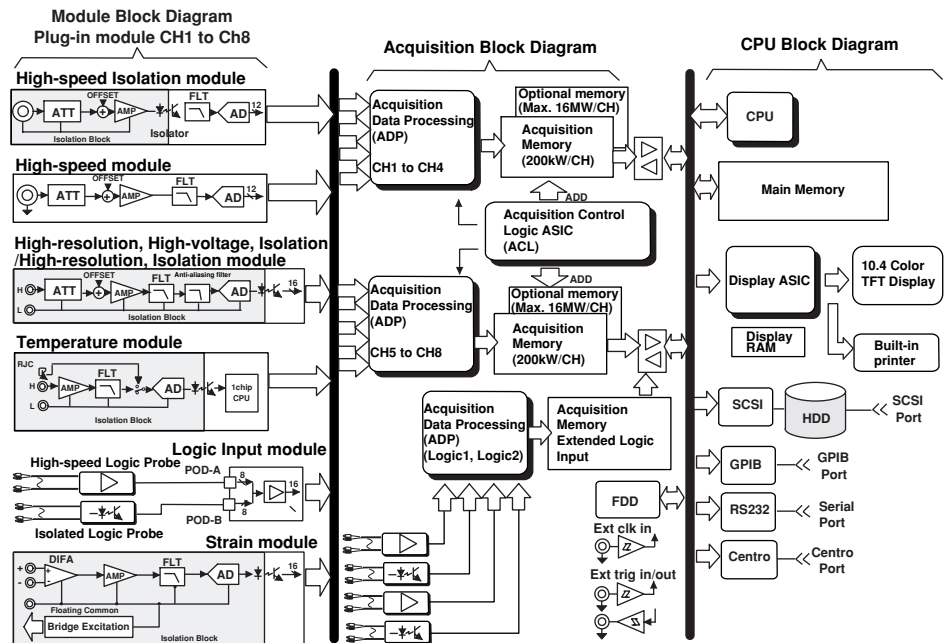 Module Block Diagram
Plug-in module CH1 to Ch8
High-speed Isolation module
OFFSET
ATT
AMP
FLT
AD
12
Isolation Block
Isolator
High-speed module
OFFSET
ATT
AMP
FLT
AD
12
High-resolution, High-voltage, Isolation
/High-resolution, Isolation module
OFFSET
FLT
Anti-aliasing filter
H
ATT
AMP
AD
16
L
Isolation Block
Temperature module
RJC
FLT
H
AMP
AD
1chip
CPU
L
Isolation Block
Logic Input module
High-speed Logic Probe
POD-A
8
16
8
POD-B
Isolated Logic Probe
Strain module
DIFA
FLT
+
-
+
-
AMP
AD
16
Floating Common
Bridge Excitation
Isolation Block
Acquisition Block Diagram
Acquisition
Data Processing
(ADP)
CH1 to CH4
Optional memory
(Max. 16MW/CH)
Acquisition
Memory
(200kW/CH)
ADD
Acquisition Control
Logic ASIC
(ACL)
ADD
Acquisition
Data Processing
(ADP)
CH5 to CH8
Optional memory
(Max. 16MW/CH)
Acquisition
Memory
(200kW/CH)
Acquisition
Data Processing
(ADP)
(Logic1, Logic2)
Acquisition
Memory
Extended Logic
Input
FDD
Ext clk in
Ext trig in/out
CPU Block Diagram
CPU
Main Memory
Display ASIC
10.4 Color
TFT Display
Display
RAM
Built-in
printer
SCSI
HDD
SCSI
Port
GPIB
GPIB
Port
RS232
Serial
Port
Centro
Centro
Port